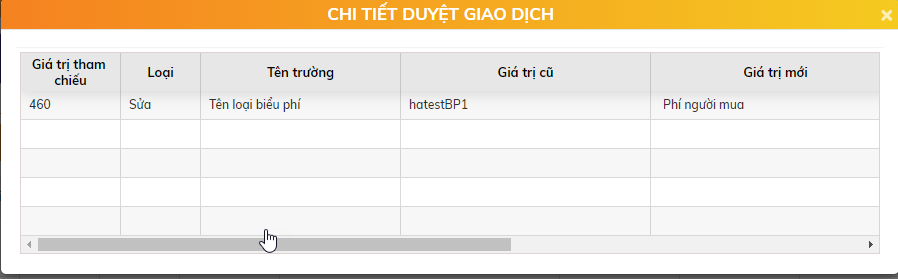 CHI TIẾT DUYỆT GIAO DỊCH
Giá trị tham chiếu Loại Tên trường Giá trị cũ Giá trị mới
460 Sửa Tên loại biểu phí hatestBP1 Phí người mua